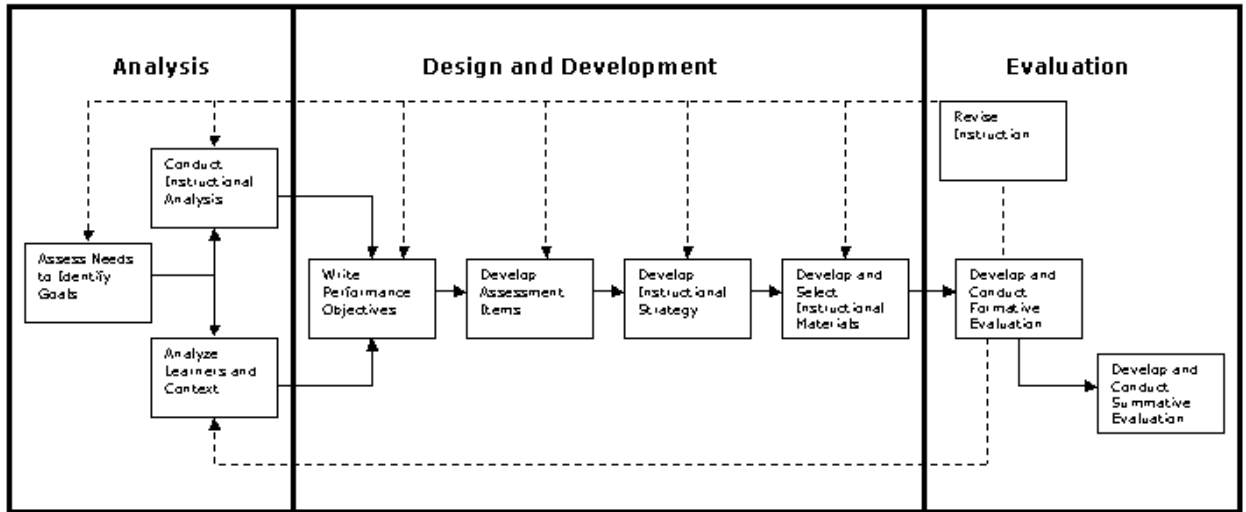 Analysis
Design and Development
Evaluation
Revise
Instruction
Conduct
Instructional
Analysis
Assess Needs
to Identify
Goals
Write
Performance
Objectives
Develop
Assessment
Items
Develop
Instructional
Strategy
Develop and
Select
Instructional
Materials
Develop and
Conduct
Formative
Evaluation
Analyze
Learners and
Context
Develop and
Conduct
Summative
Evaluation